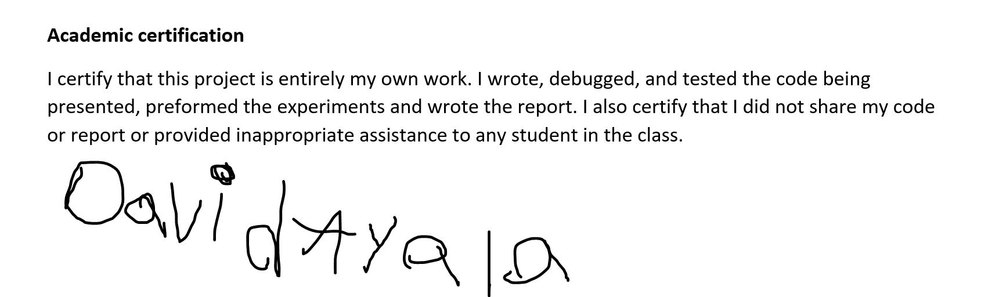 Academic certification
I certify that this project is entirely my own work. I wrote, debugged, and tested the code being
presented, preformed the experiments and wrote the report. I also certify that I did not share my code
or report or provided inappropriate assistance to any student in the class.
David Ayala